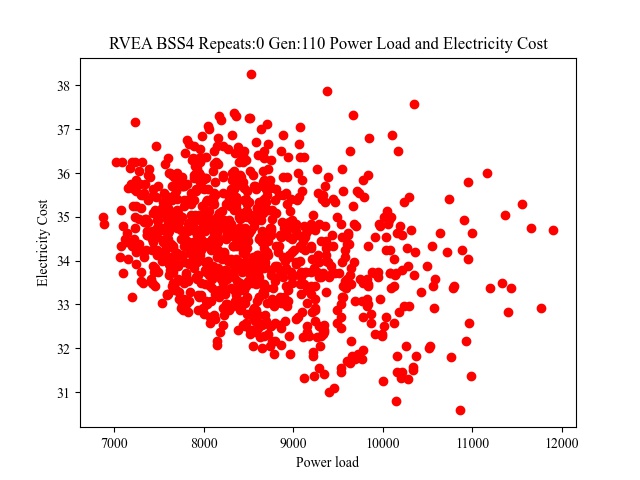 RVEA BSS4 Repeats:0 Gen:110 Power Load and Electricity Cost
38
37
36
35
34
33
32
31
Electricity Cost
7000 8000 9000 10000 11000 12000
Power load